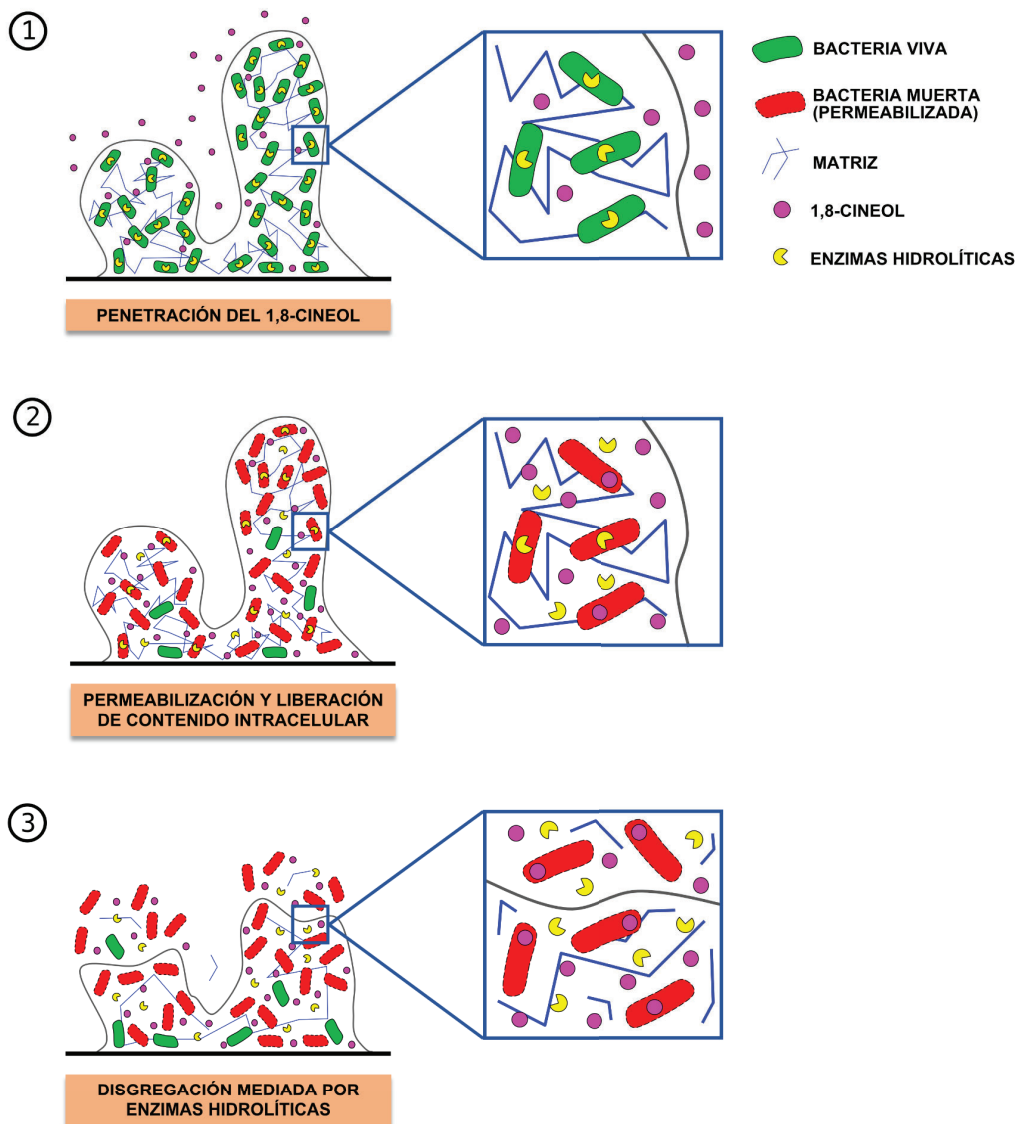 1
BACTERIA VIVA
BACTERIA MUERTA
(PERMEABILIZADA)
MATRIZ
1,8-CINEOL
ENZIMAS HIDROLÍTICAS
PENETRACIÓN DEL 1,8-CINEOL
2
PERMEABILIZACIÓN Y LIBERACIÓN
DE CONTENIDO INTRACELULAR
3
DISGREGACIÓN MEDIADA POR
ENZIMAS HIDROLÍTICAS